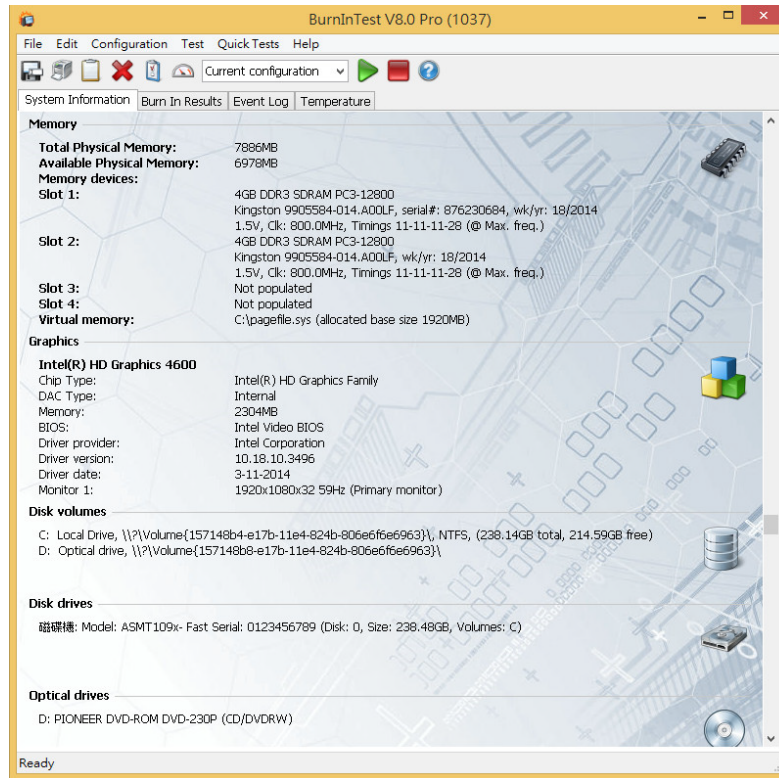 BurnInTest V8.0 Pro (1037)
File Edit Configuration Test Quick Tests Help
Current configuration
System Information Burn In Results Event Log Temperature
Memory
Total Physical Memory: 7886MB
Available Physical Memory: 6978MB
Memory devices:
Slot 1: 4GB DDR3 SDRAM PC3-12800
Kingston 9905584-014.A00LF, serial#: 876230684, wk/yr: 18/2014
1.5V, Clk: 800.0MHz, Timings 11-11-11-28 (@ Max. freq.)
Slot 2: 4GB DDR3 SDRAM PC3-12800
Kingston 9905584-014.A00LF, wk/yr: 18/2014
1.5V, Clk: 800.0MHz, Timings 11-11-11-28 (@ Max. freq.)
Slot 3: Not populated
Slot 4: Not populated
Virtual memory: C:\pagefile.sys (allocated base size 1920MB)
Graphics
Intel(R) HD Graphics 4600
Chip Type: Intel(R) HD Graphics Family
DAC Type: Internal
Memory: 2304MB
BIOS: Intel Video BIOS
Driver provider: Intel Corporation
Driver version: 10.18.10.3496
Driver date: 3-11-2014
Monitor 1: 1920x1080x32 59Hz (Primary monitor)
Disk volumes
C: Local Drive, \\?\Volume{157148b4-e17b-11e4-824b-806e6f6e6963}\, NTFS, (238.14GB total, 214.59GB free)
D: Optical drive, \\?\Volume{157148b8-e17b-11e4-824b-806e6f6e6963}\
Disk drives
磁碟機: Model: ASMT109x- Fast Serial: 0123456789 (Disk: 0, Size: 238.48GB, Volumes: C)
Optical drives
D: PIONEER DVD-ROM DVD-230P (CD/DVDRW)
Ready